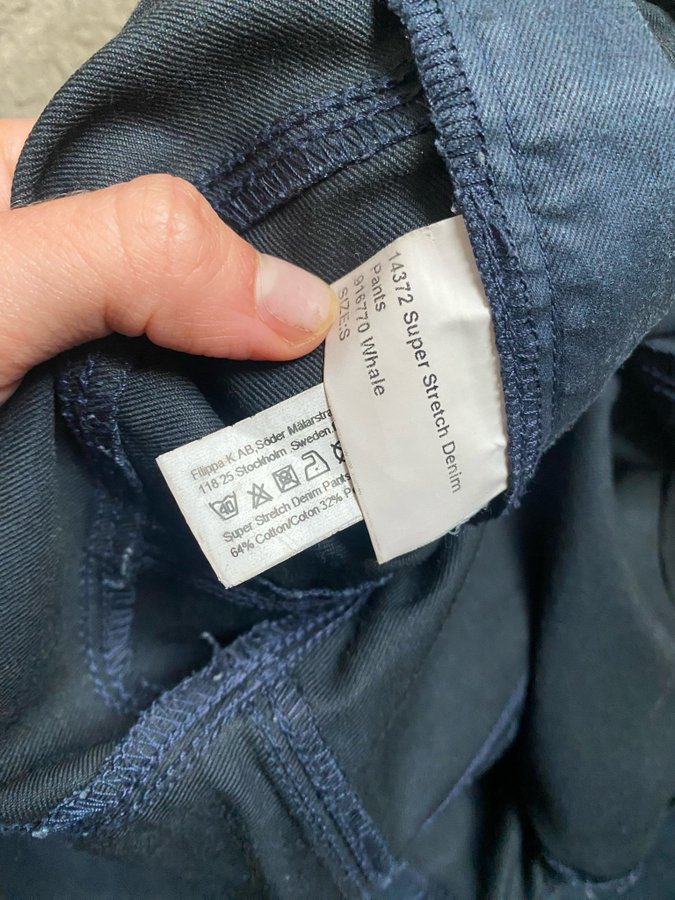 14372 Super Stretch Denim
Pants
916770 Whale
SIZE:S
Filippa-K AB,Söder
118 25 Stockholm ,Sweden
40
Super Stretch Denim Pants
64% Cotton/Coton 32%